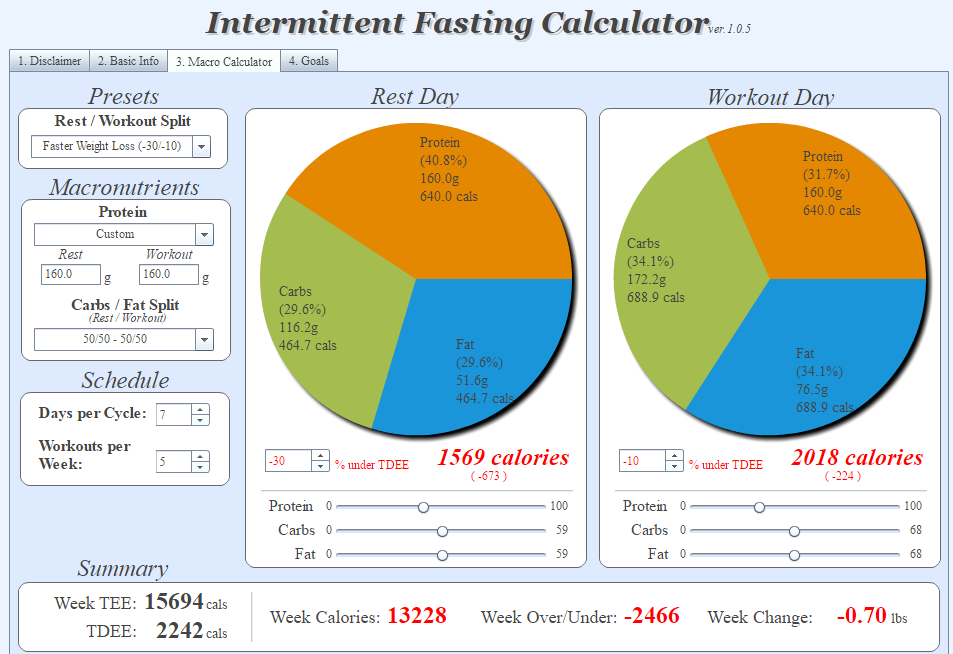 Intermittent Fasting Calculator ver. 1.0.5
1. Disclaimer 2. Basic Info 3. Macro Calculator 4. Goals
Presets
Rest / Workout Split
Faster Weight Loss (-30/-10)
Macronutrients
Protein
Custom
Rest Workout
160.0 g 160.0 g
Carbs / Fat Split
(Rest / Workout)
50/50 - 50/50
Schedule
Days per Cycle: 7
Workouts per
Week: 5
Rest Day
Protein
(40.8%)
160.0g
640.0 cals
Carbs
(29.6%)
116.2g
464.7 cals
Fat
(29.6%)
51.6g
464.7 cals
-30 % under TDEE 1569 calories
( -673 )
Protein 0 100
Carbs 0 59
Fat 0 59
Workout Day
Protein
(31.7%)
160.0g
640.0 cals
Carbs
(34.1%)
172.2g
688.9 cals
Fat
(34.1%)
76.5g
688.9 cals
-10 % under TDEE 2018 calories
( -224 )
Protein 0 100
Carbs 0 68
Fat 0 68
Summary
Week TEE: 15694 cals
TDEE: 2242 cals
Week Calories: 13228 Week Over/Under: -2466 Week Change: -0.70 lbs